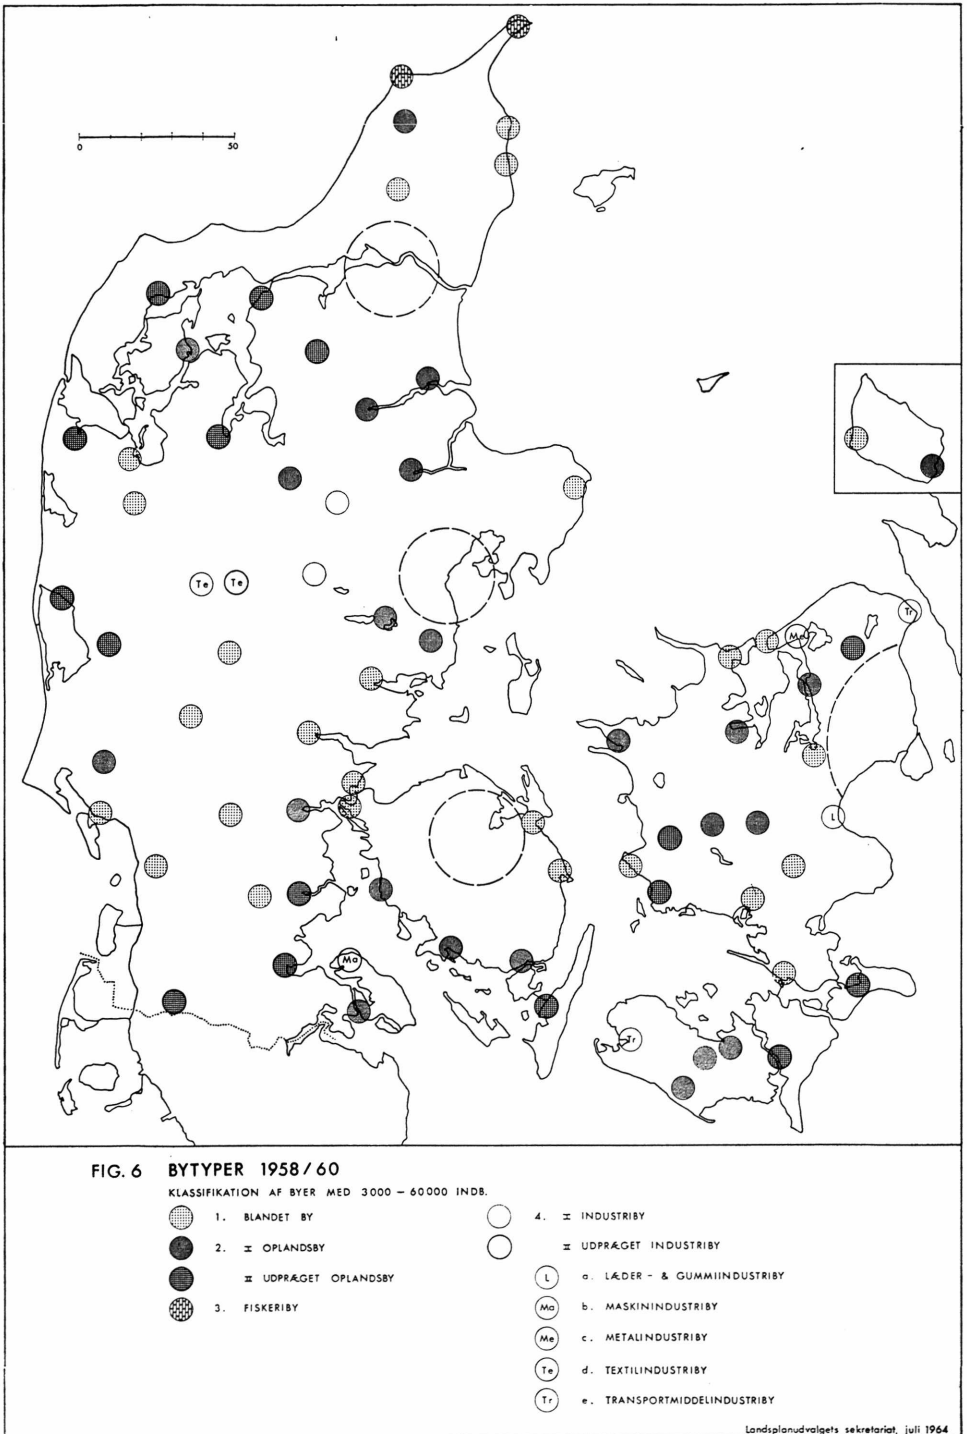 0 50
Te Te
Tr
Me
L
Ma
Tr
FIG. 6 BYTYPER 1958/60
KLASSIFIKATION AF BYER MED 3000 – 60000 INDB.
1. BLANDET BY
2. I OPLANDSBY
II UDPRÆGET OPLANDSBY
3. FISKERIBY
4. I INDUSTRIBY
II UDPRÆGET INDUSTRIBY
L a. LÆDER - & GUMMIINDUSTRIBY
Ma b. MASKININDUSTRIBY
Me c. METALINDUSTRIBY
Te d. TEXTILINDUSTRIBY
Tr e. TRANSPORTMIDDELINDUSTRIBY
Landsplanudvalgets sekretariat, juli 1964